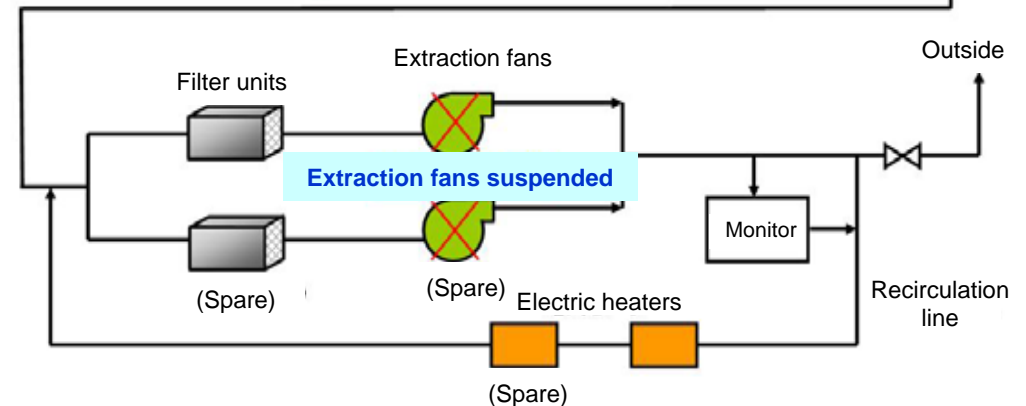 Outside
Extraction fans
Filter units
Extraction fans suspended
Monitor
(Spare)
(Spare)
Electric heaters
Recirculation
line
(Spare)